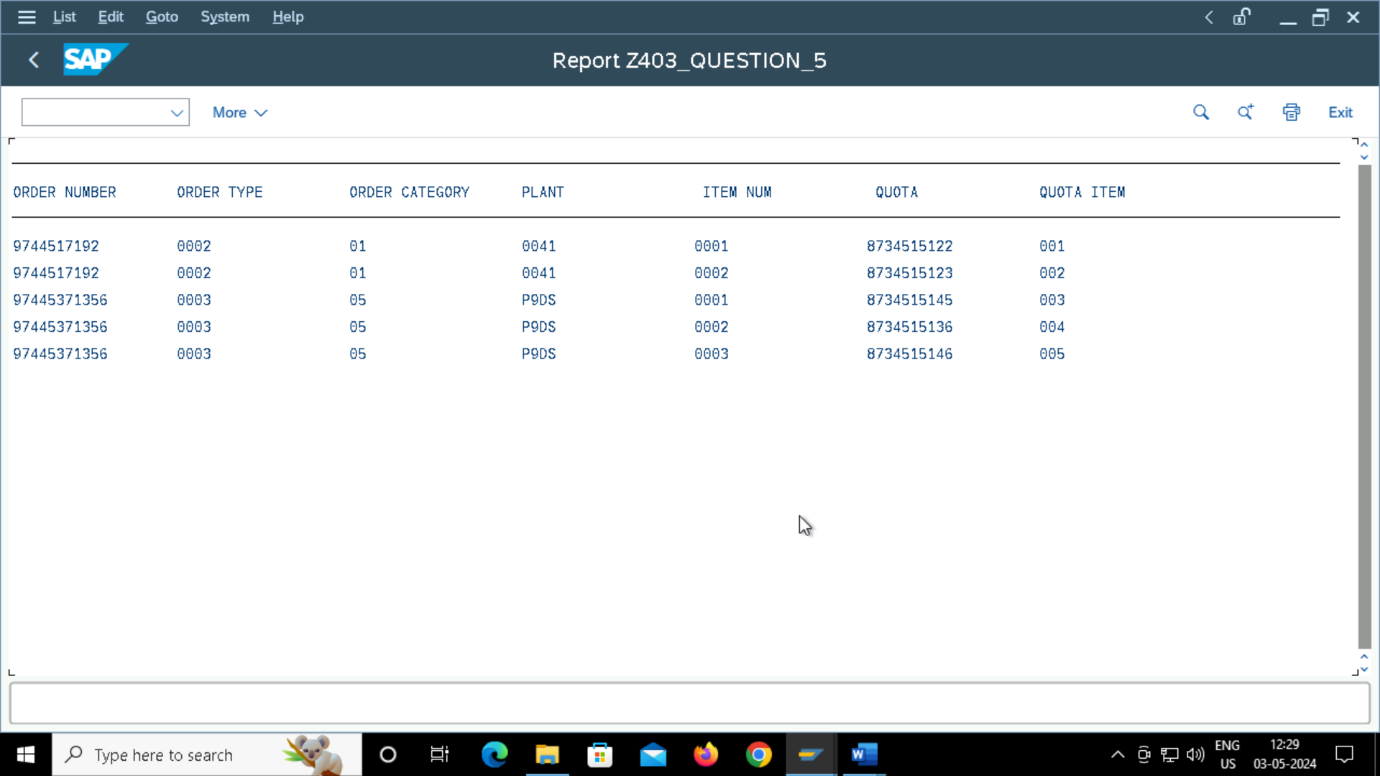 List Edit Goto System Help
SAP Report Z403_QUESTION_5
More Exit
ORDER NUMBER ORDER TYPE ORDER CATEGORY PLANT ITEM NUM QUOTA QUOTA ITEM
9744517192 0002 01 0041 0001 8734515122 001
9744517192 0002 01 0041 0002 8734515123 002
97445371356 0003 05 P9DS 0001 8734515145 003
97445371356 0003 05 P9DS 0002 8734515136 004
97445371356 0003 05 P9DS 0003 8734515146 005
Type here to search
ENG 12:29
US 03-05-2024